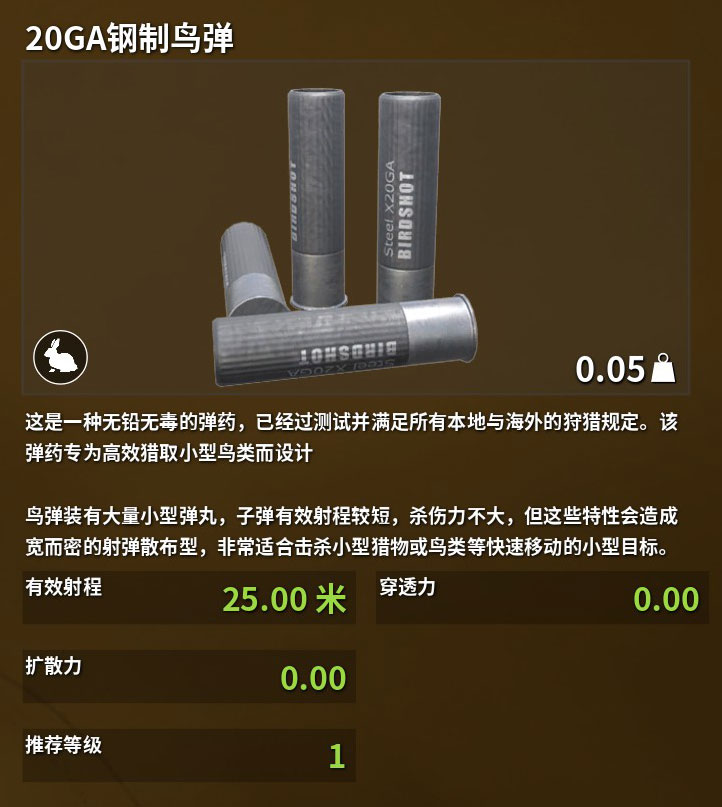 20GA钢制鸟弹
BIRDSHOT
Steel X20GA
BIRDSHOT
BIRDSHOT
Steel X20GA
0.05
这是一种无铅无毒的弹药，已经过测试并满足所有本地与海外的狩猎规定。该
弹药专为高效猎取小型鸟类而设计
鸟弹装有大量小型弹丸，子弹有效射程较短，杀伤力不大，但这些特性会造成
宽而密的射弹散布型，非常适合击杀小型猎物或鸟类等快速移动的小型目标。
有效射程
25.00 米
穿透力
0.00
扩散力
0.00
推荐等级
1